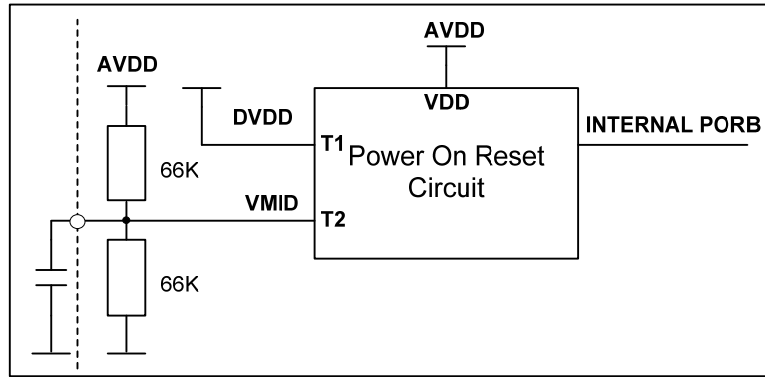 AVDD
AVDD
VDD
DVDD
INTERNAL PORB
T1
Power On Reset
Circuit
66K
VMID
T2
66K